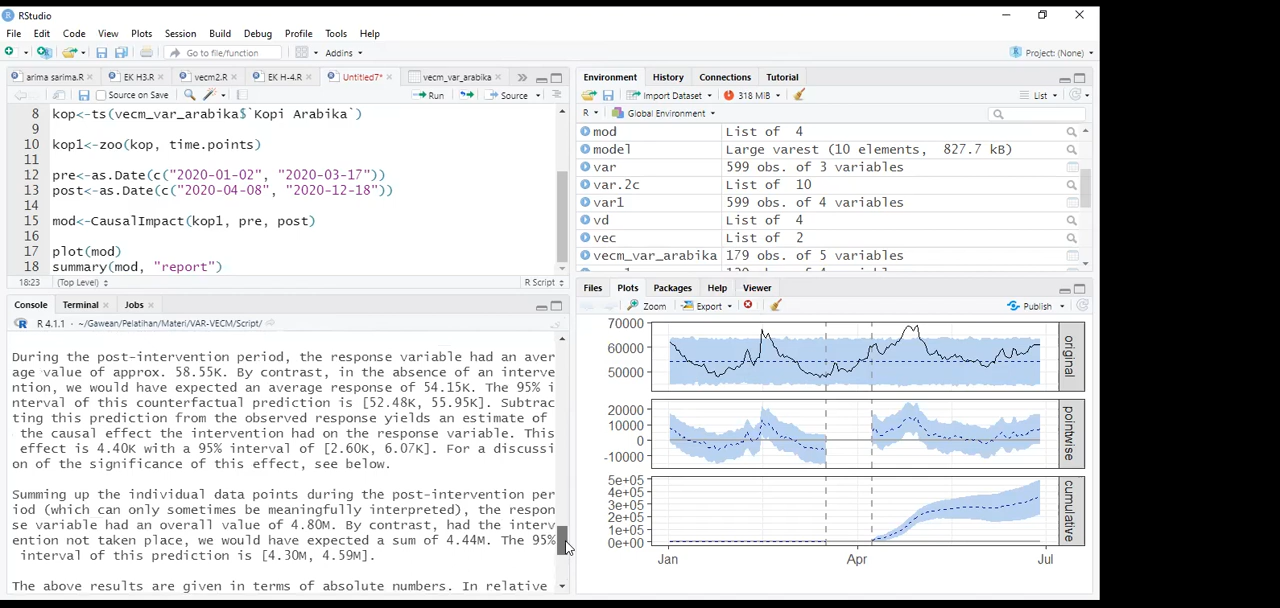 RStudio
File Edit Code View Plots Session Build Debug Profile Tools Help
Go to file/function Addins Project: (None)
arima sarima.R EK H3.R vecm2.R EK H-4.R Untitled7* vecm_var_arabika
Source on Save Run Source
8 kop<-ts(vecm_var_arabika$`Kopi Arabika`)
9
10 kop1<-zoo(kop, time.points)
11
12 pre<-as.Date(c("2020-01-02", "2020-03-17"))
13 post<-as.Date(c("2020-04-08", "2020-12-18"))
14
15 mod<-CausalImpact(kop1, pre, post)
16
17 plot(mod)
18 summary(mod, "report")
18:23 (Top Level) R Script
Console Terminal Jobs
R 4.1.1 · ~/Gawean/Pelatihan/Materi/VAR-VECM/Script/
During the post-intervention period, the response variable had an aver
age value of approx. 58.55K. By contrast, in the absence of an interve
ntion, we would have expected an average response of 54.15K. The 95% i
nterval of this counterfactual prediction is [52.48K, 55.95K]. Subtrac
ting this prediction from the observed response yields an estimate of
the causal effect the intervention had on the response variable. This
effect is 4.40K with a 95% interval of [2.60K, 6.07K]. For a discussi
on of the significance of this effect, see below.
Summing up the individual data points during the post-intervention per
iod (which can only sometimes be meaningfully interpreted), the respon
se variable had an overall value of 4.80M. By contrast, had the interv
ention not taken place, we would have expected a sum of 4.44M. The 95%
interval of this prediction is [4.30M, 4.59M].
The above results are given in terms of absolute numbers. In relative
Environment History Connections Tutorial
Import Dataset 318 MiB List
R Global Environment
mod List of 4
model Large varest (10 elements, 827.7 kB)
var 599 obs. of 3 variables
var.2c List of 10
var1 599 obs. of 4 variables
vd List of 4
vec List of 2
vecm_var_arabika 179 obs. of 5 variables
Files Plots Packages Help Viewer
Zoom Export Publish
70000
60000
50000
original
20000
10000
0
-10000
pointwise
5e+05
4e+05
3e+05
2e+05
1e+05
0e+00
cumulative
Jan Apr Jul